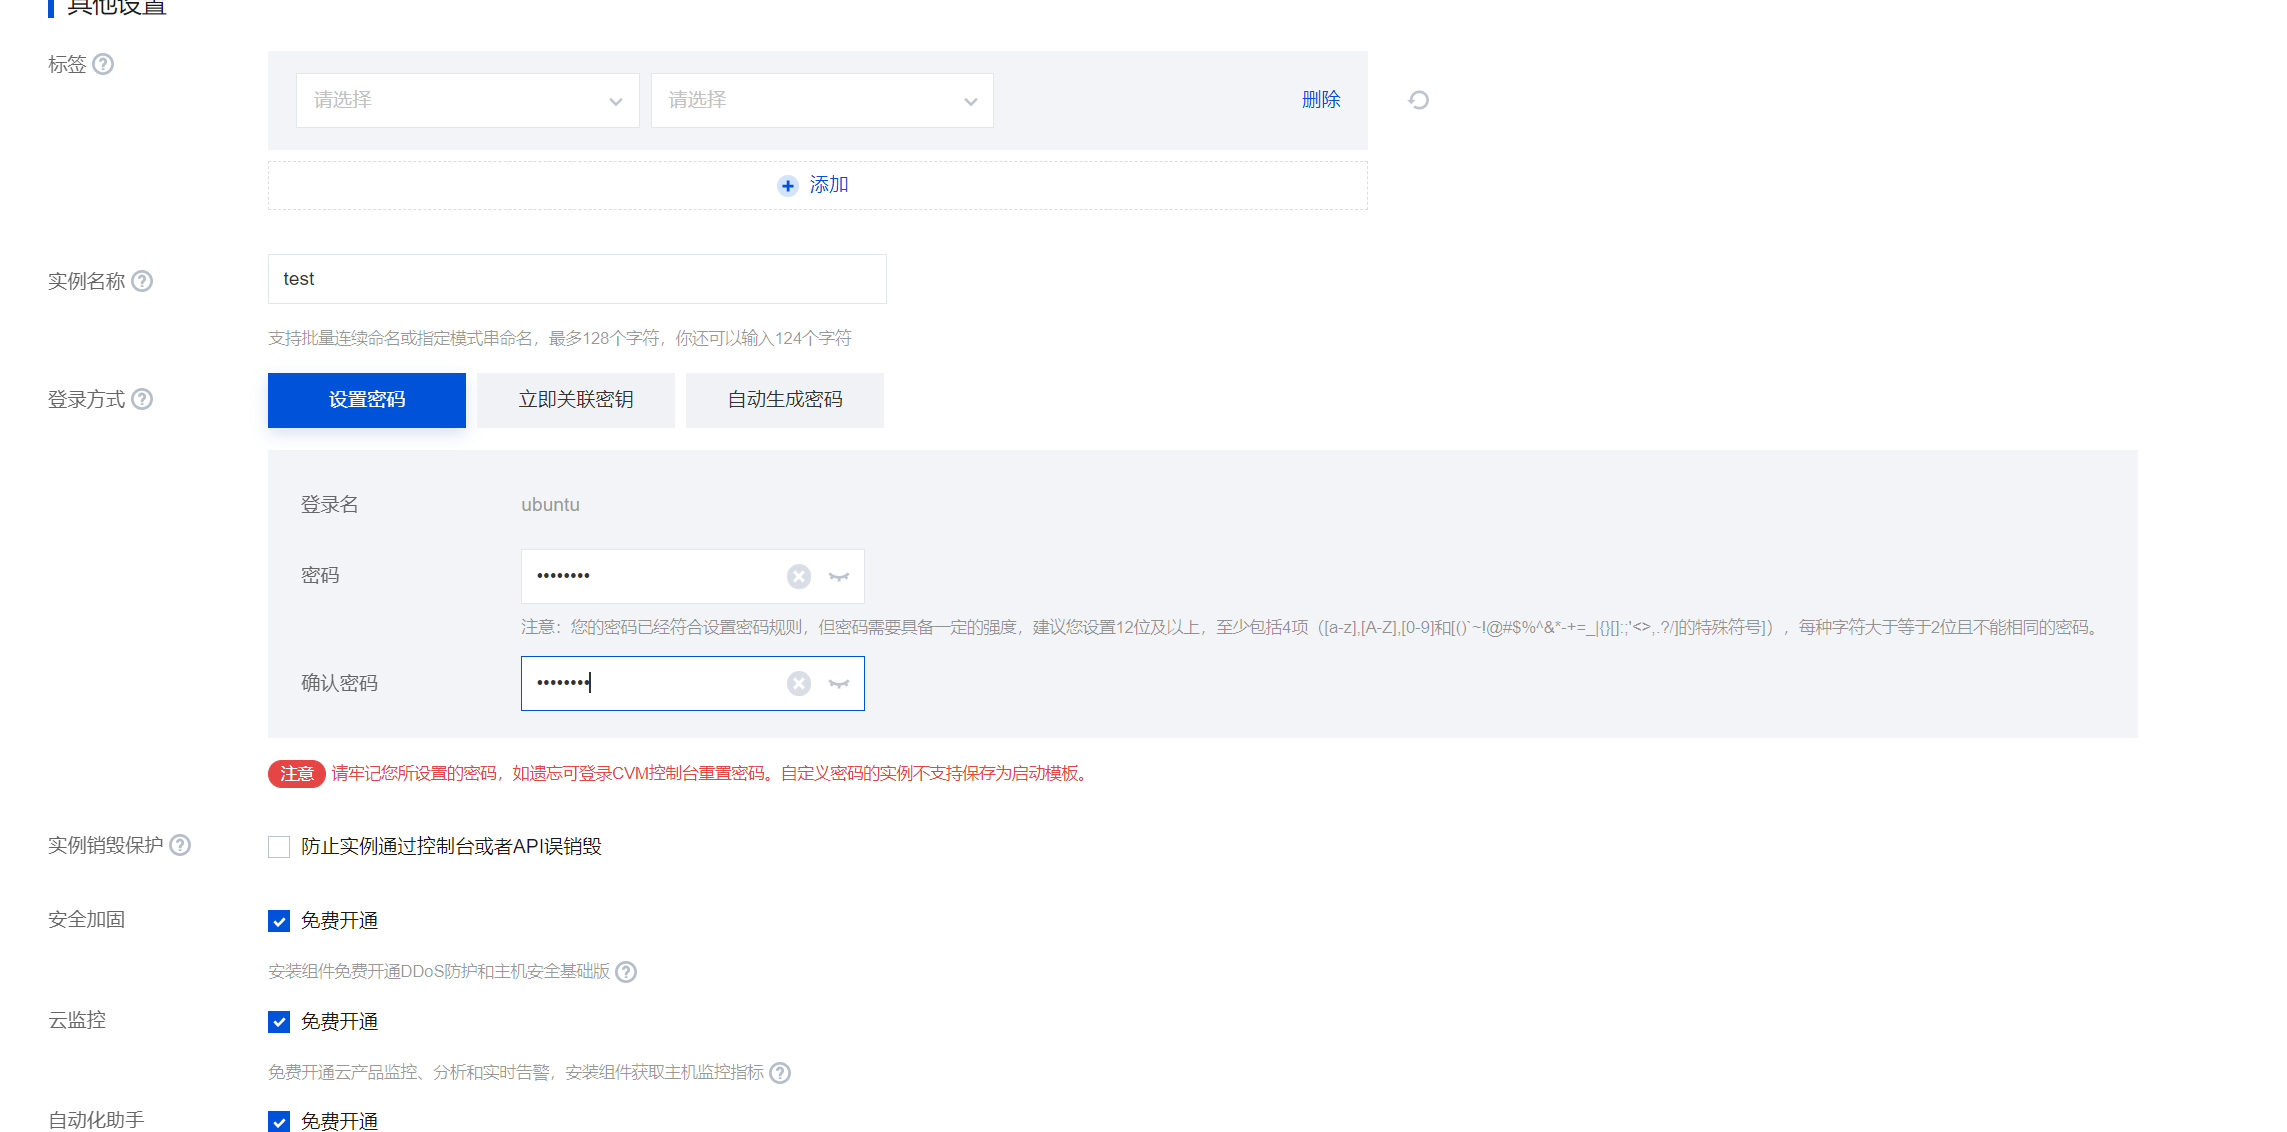 其他设置
标签
请选择 请选择 删除
添加
实例名称 test
支持批量连续命名或指定模式串命名，最多128个字符，你还可以输入124个字符
登录方式 设置密码 立即关联密钥 自动生成密码
登录名 ubuntu
密码 ••••••••
注意：您的密码已经符合设置密码规则，但密码需要具备一定的强度，建议您设置12位及以上，至少包括4项（[a-z],[A-Z],[0-9]和[()`~!@#$%^&*-+=_|{}[]:;'<>,.?/]的特殊符号]），每种字符大于等于2位且不能相同的密码。
确认密码 ••••••••
注意 请牢记您所设置的密码，如遗忘可登录CVM控制台重置密码。自定义密码的实例不支持保存为启动模板。
实例销毁保护 防止实例通过控制台或者API误销毁
安全加固 免费开通
安装组件免费开通DDoS防护和主机安全基础版
云监控 免费开通
免费开通云产品监控、分析和实时告警，安装组件获取主机监控指标
自动化助手 免费开通